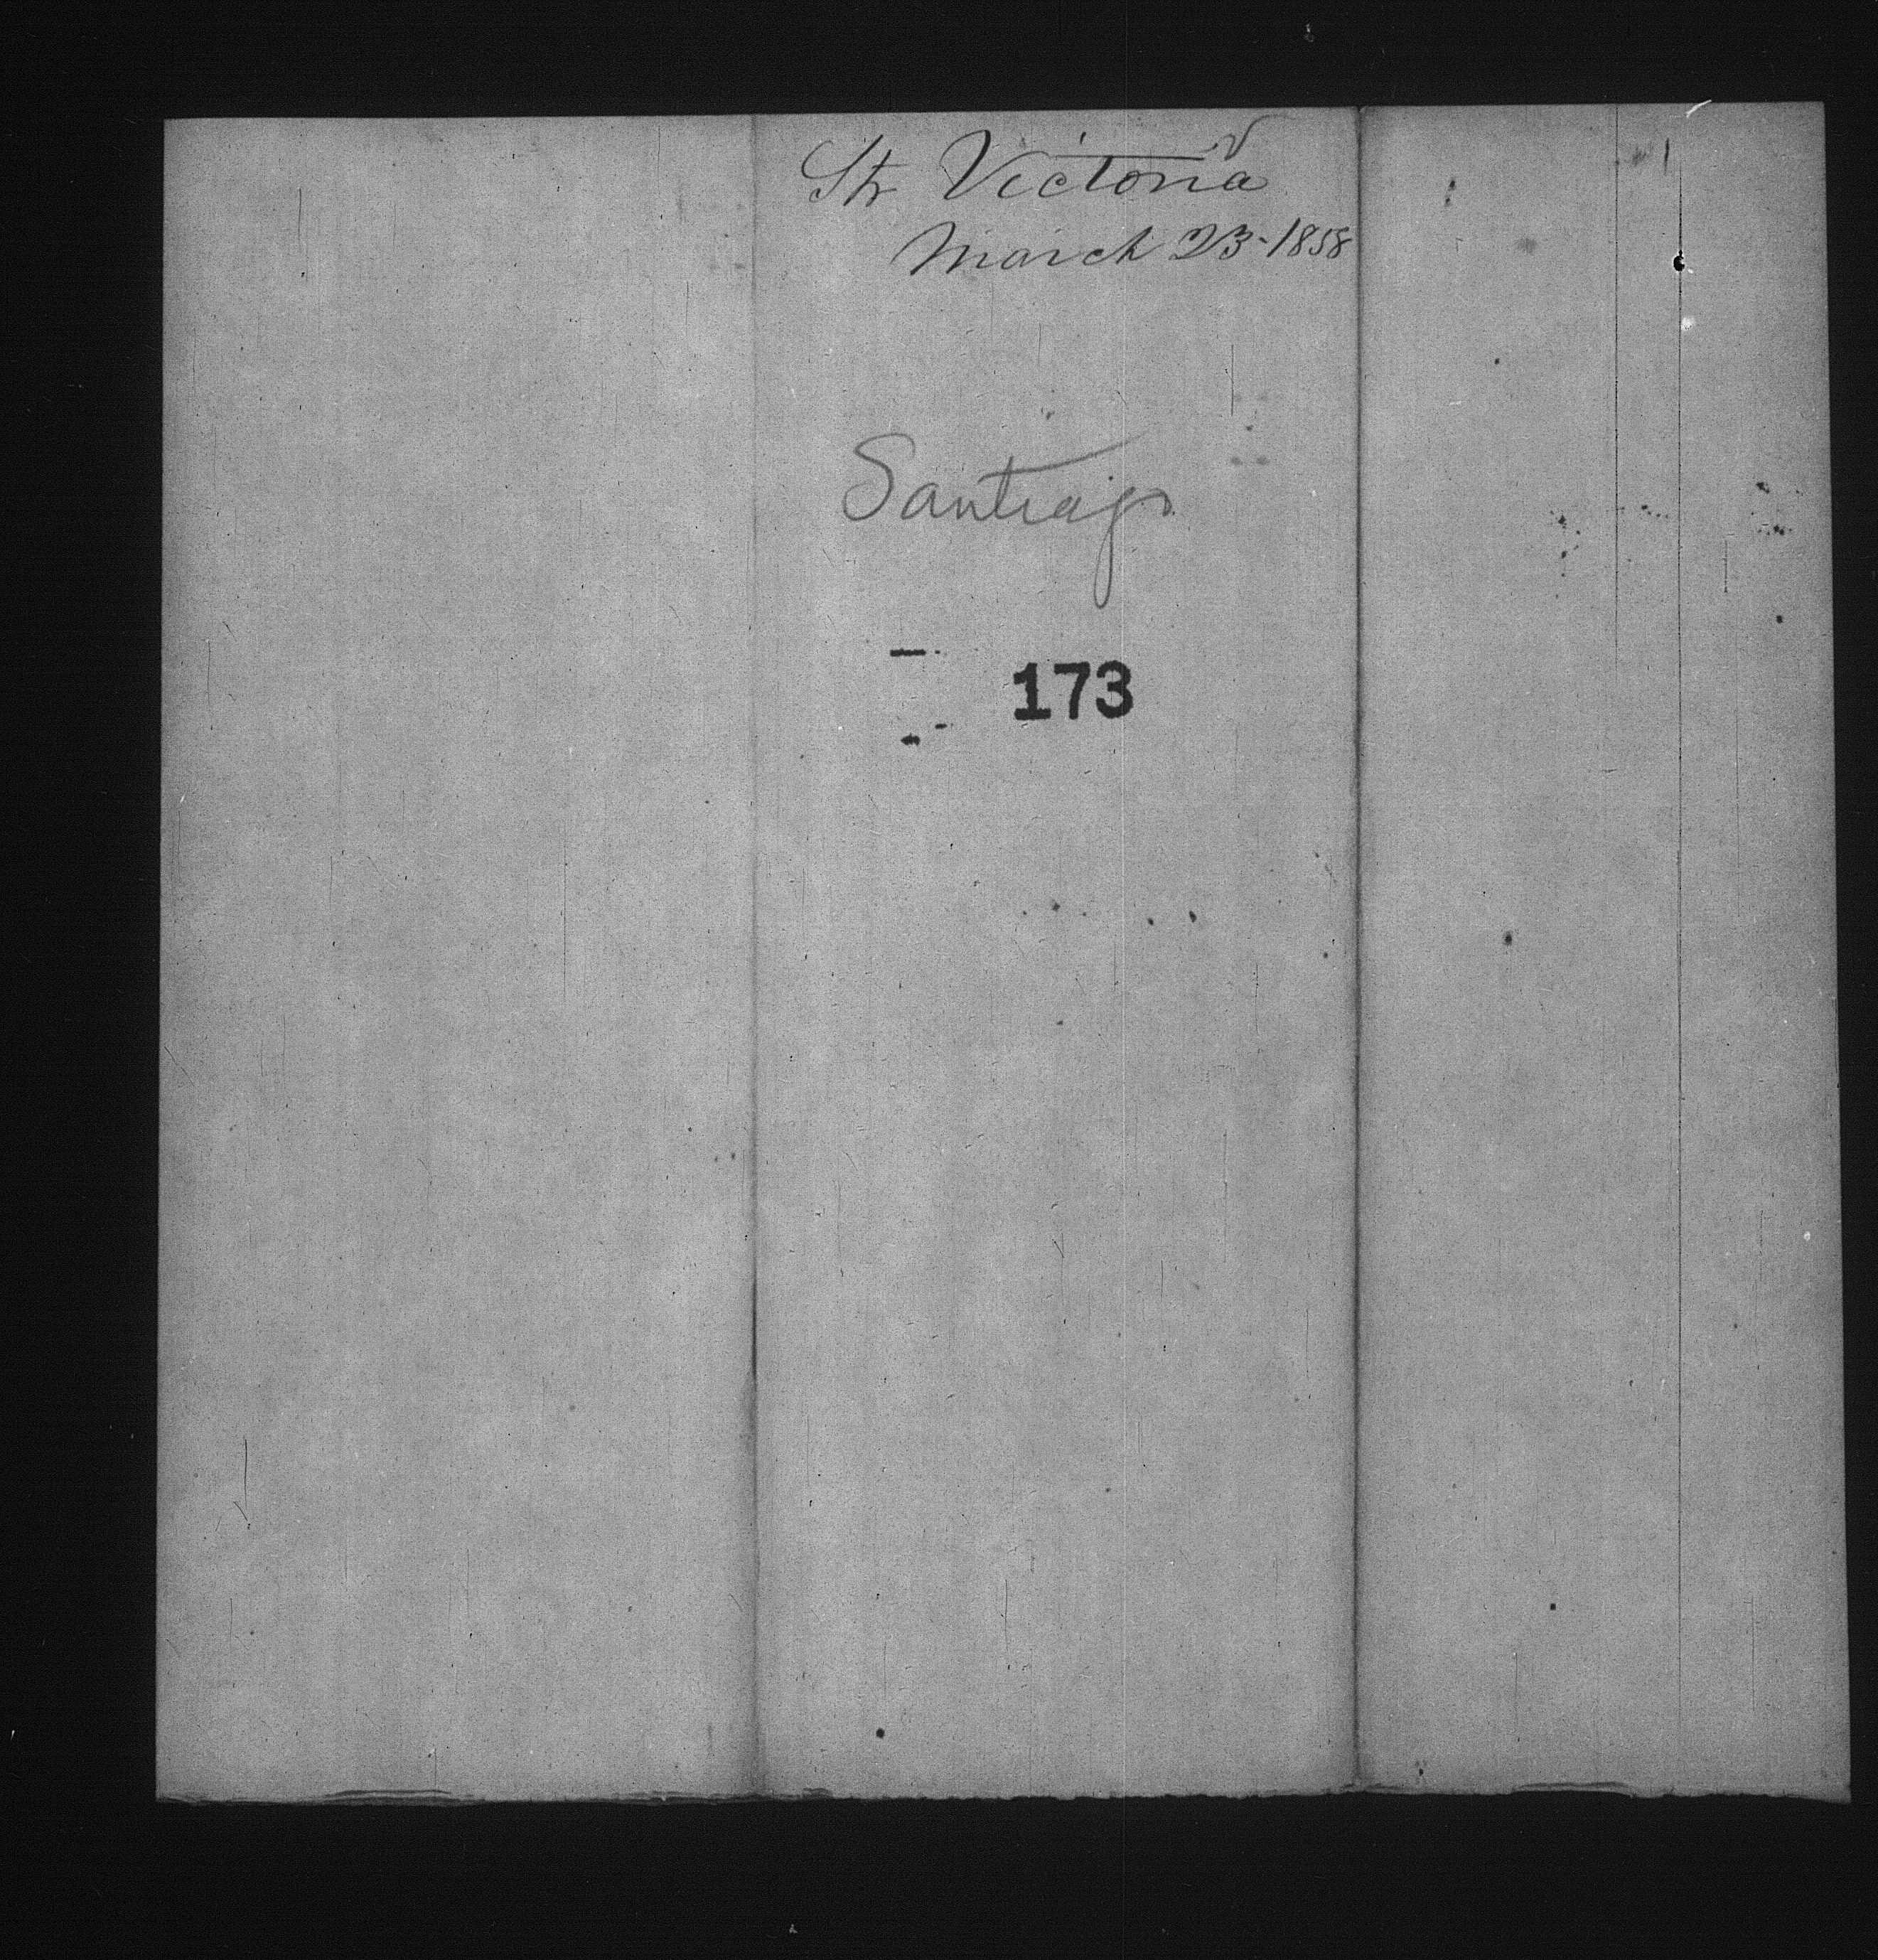 Str Victoria
March 23-1858
Santiago
173